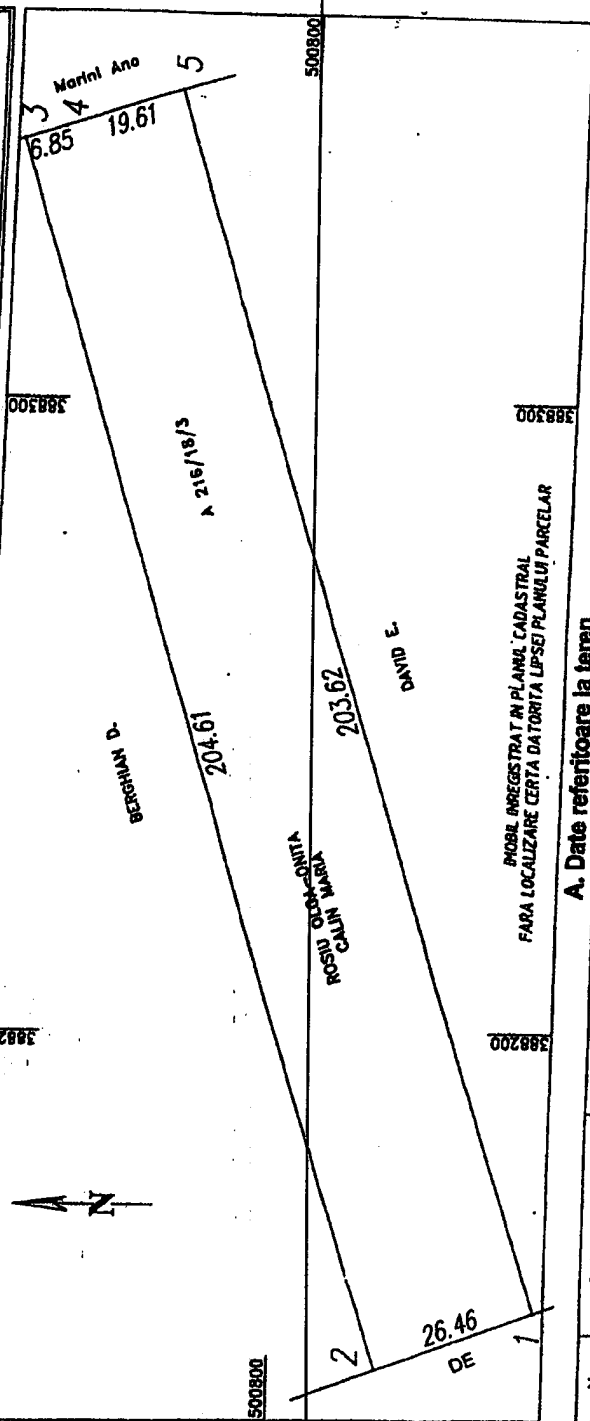 Marini Ana
3
4
5
6.85
19.61
500800
388300
388300
A 216/18/3
BERGHIAN D.
204.61
203.62
DAVID E.
ROSIU OLGA-ONITA
CALIN MARIA
IMOBIL INREGISTRAT IN PLANUL CADASTRAL
FARA LOCALIZARE CERTA DATORITA LIPSEI PLANULUI PARCELAR
388200
N
2
26.46
1
DE
500800
A. Date referitoare la teren